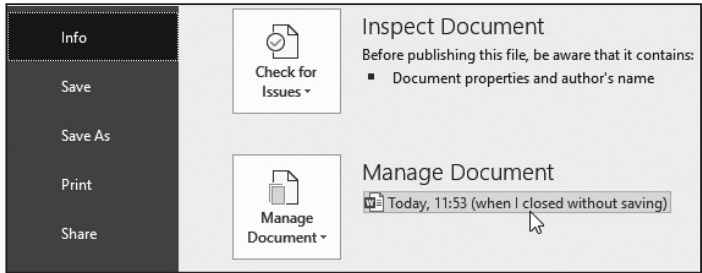 Info
Save
Save As
Print
Share
Check for
Issues
Inspect Document
Before publishing this file, be aware that it contains:
Document properties and author's name
Manage
Document
Manage Document
Today, 11:53 (when I closed without saving)